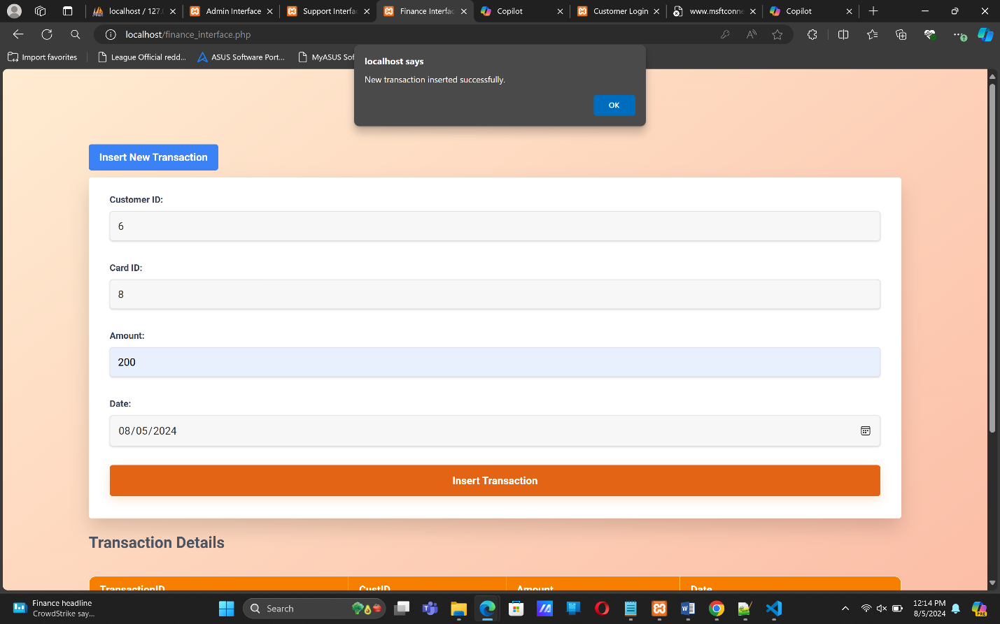 localhost / 127.
Admin Interface
Support Interfac
Finance Interfac
Copilot
Customer Login
www.msftconne
Copilot
localhost/finance_interface.php
Import favorites
League Official redd...
ASUS Software Port...
MyASUS Sof
localhost says
New transaction inserted successfully.
OK
Insert New Transaction
Customer ID:
6
Card ID:
8
Amount:
200
Date:
08/05/2024
Insert Transaction
Transaction Details
TransactionID
CustID
Amount
Date
Finance headline
CrowdStrike say...
Search
12:14 PM
8/5/2024
PRE